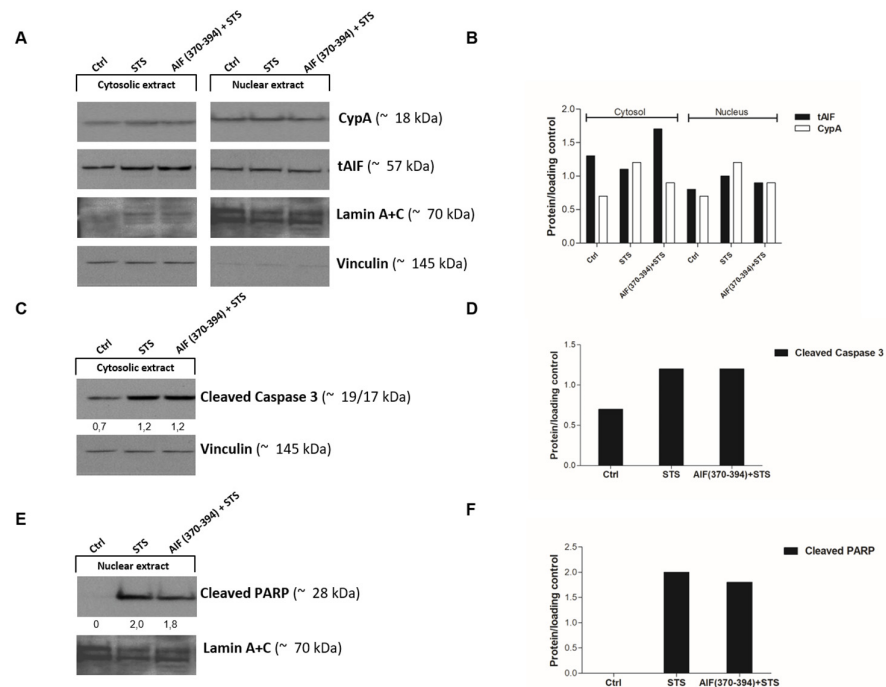 A
Ctrl
STS
AIF (370-394) + STS
Ctrl
STS
AIF (370-394) + STS
Cytosolic extract
Nuclear extract
CypA (~ 18 kDa)
tAIF (~ 57 kDa)
Lamin A+C (~ 70 kDa)
Vinculin (~ 145 kDa)
B
Protein/loading control
2.0
1.5
1.0
0.5
0.0
Cytosol
Nucleus
tAIF
CypA
Ctrl
STS
AIF(370-394)+STS
Ctrl
STS
AIF(370-394)+STS
C
Ctrl
STS
AIF (370-394) + STS
Cytosolic extract
Cleaved Caspase 3 (~ 19/17 kDa)
0,7 1,2 1,2
Vinculin (~ 145 kDa)
D
Protein/loading control
1.5
1.0
0.5
0.0
Cleaved Caspase 3
Ctrl STS AIF(370-394)+STS
E
Ctrl
STS
AIF (370-394) + STS
Nuclear extract
Cleaved PARP (~ 28 kDa)
0 2,0 1,8
Lamin A+C (~ 70 kDa)
F
Protein/loading control
2.5
2.0
1.5
1.0
0.5
0.0
Cleaved PARP
Ctrl STS AIF(370-394)+STS